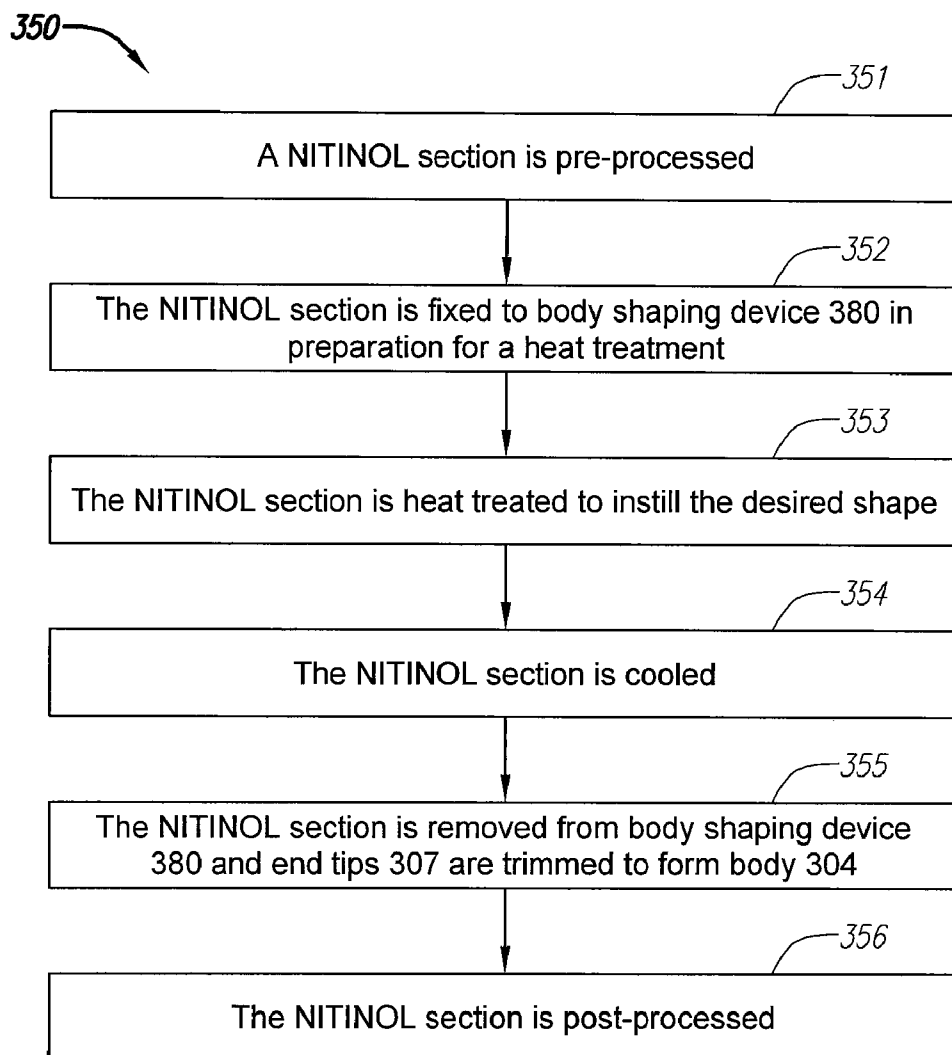 350
351
A NITINOL section is pre-processed
352
The NITINOL section is fixed to body shaping device 380 in
preparation for a heat treatment
353
The NITINOL section is heat treated to instill the desired shape
354
The NITINOL section is cooled
355
The NITINOL section is removed from body shaping device
380 and end tips 307 are trimmed to form body 304
356
The NITINOL section is post-processed